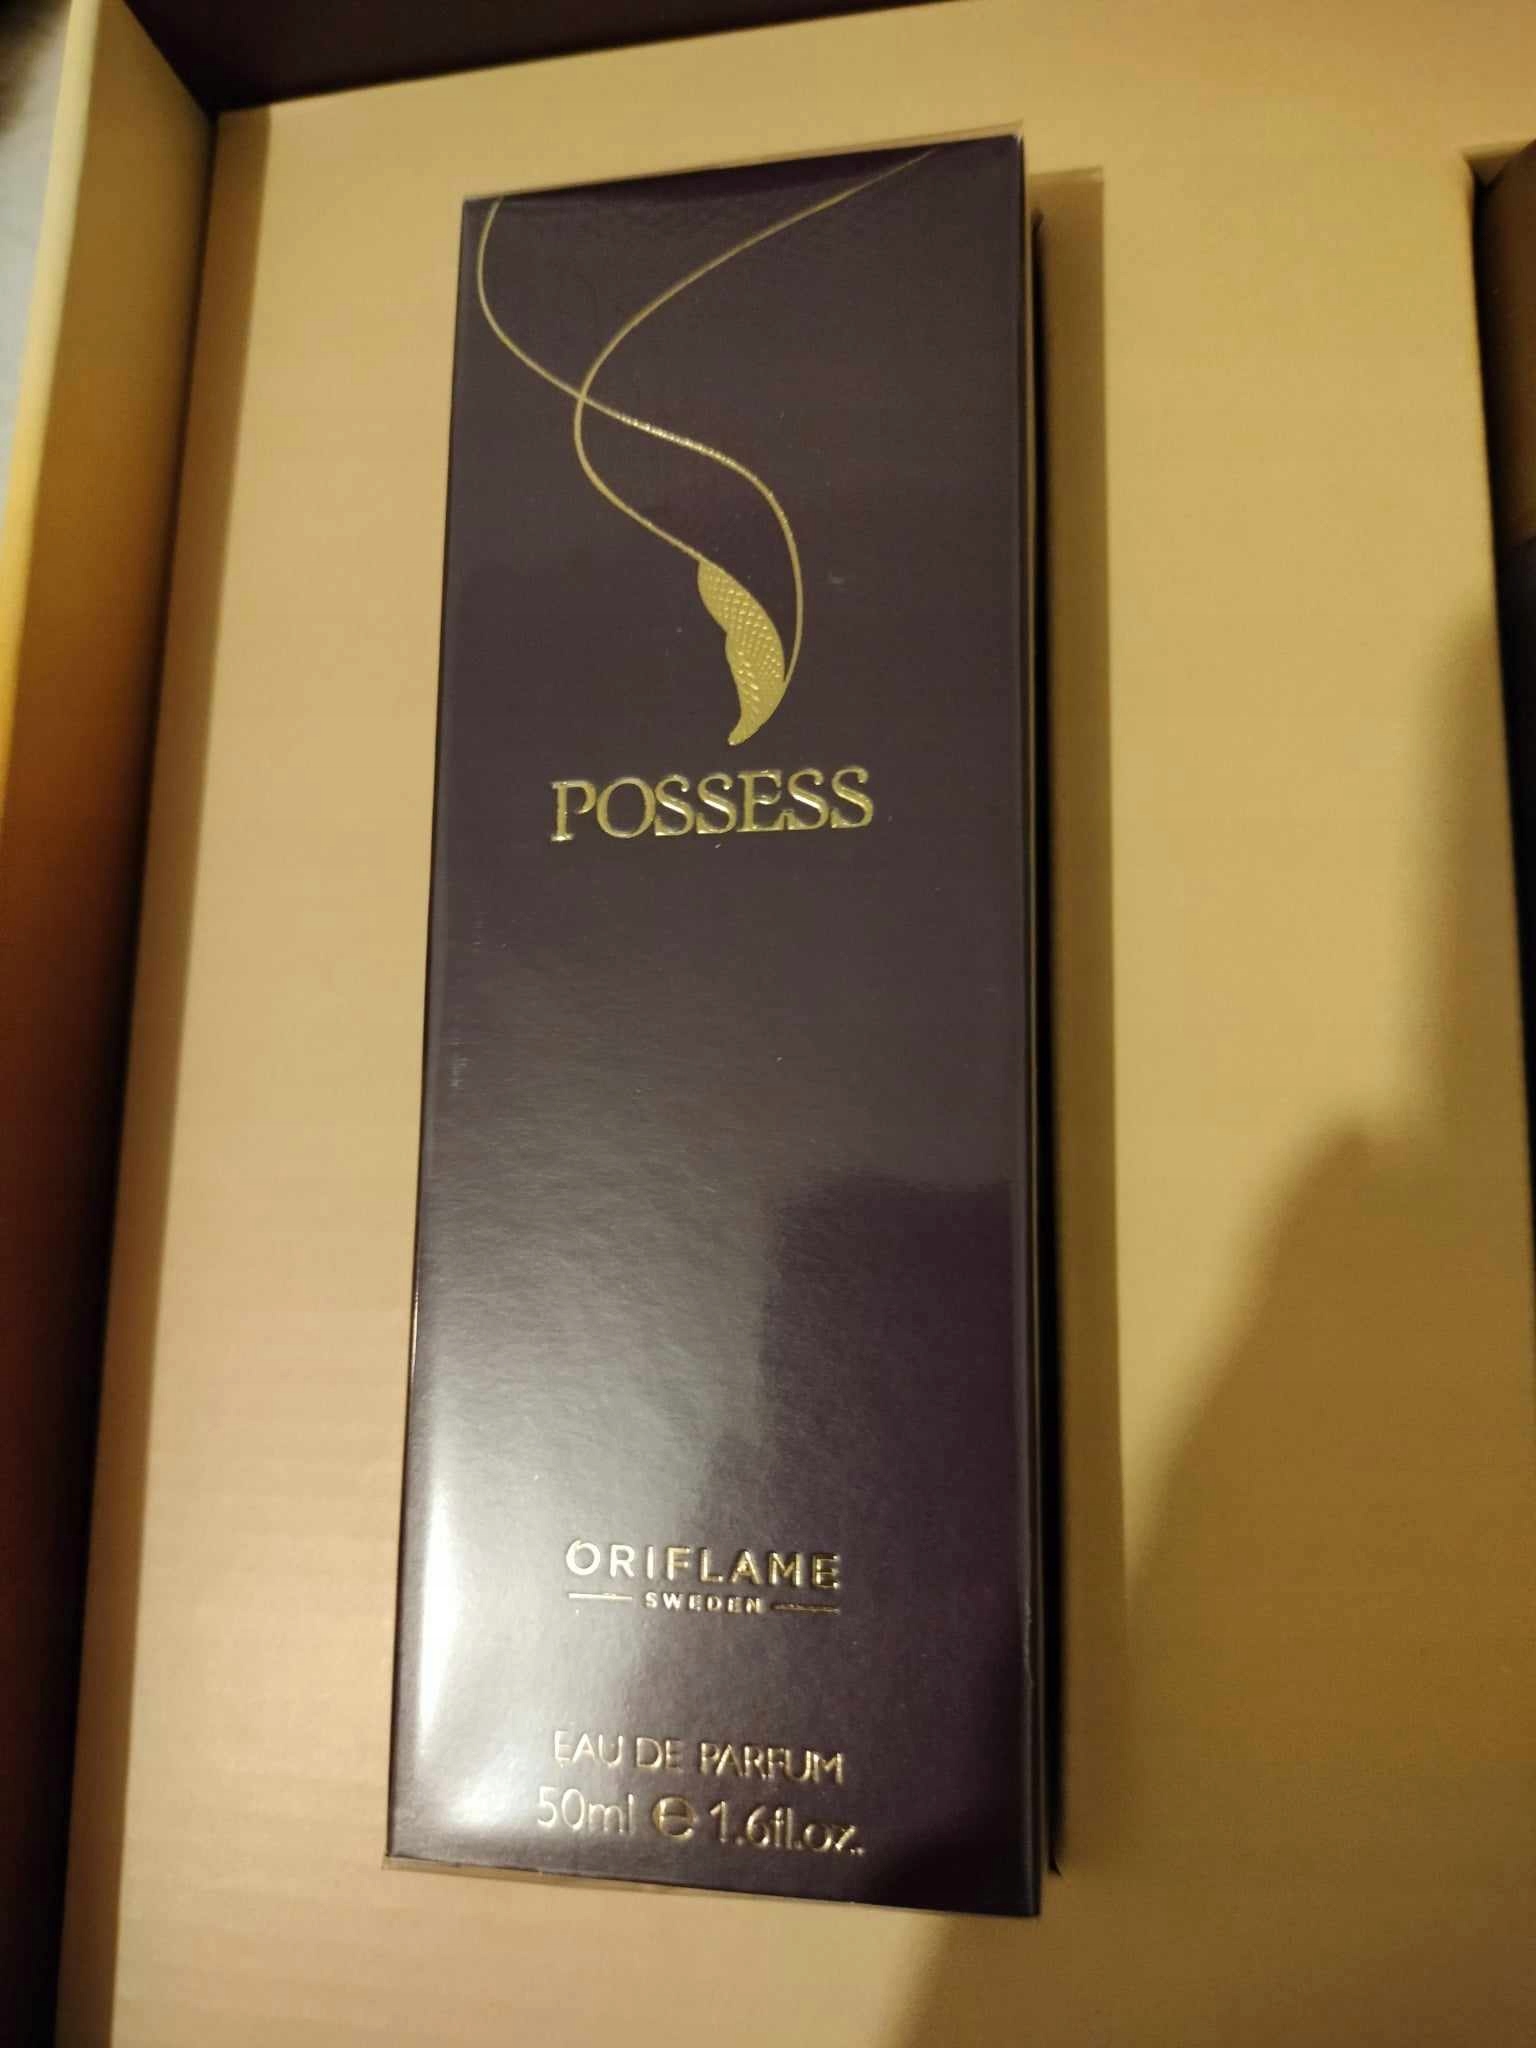 POSSESS
ORIFLAME
SWEDEN
EAU DE PARFUM
50ml e 1.6fl.oz.